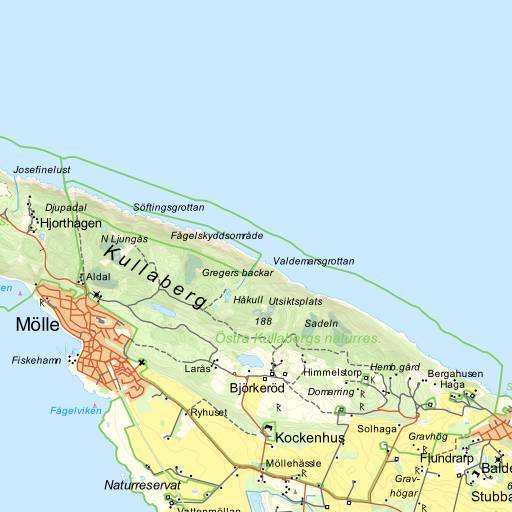 Josefinelust
Djupadal
Söftingsgrottan
Hjorthagen
N Ljungås
Fågelskyddsområde
Kullaberg
Valdemarsgrottan
Gregers backar
Aldal
Håkull
Utsiktsplats
188
Sadeln
Mölle
Östra Kullabergs naturres.
Fiskehamn
Larås
Himmelstorp
Hemb.gård
Bergahusen
Björkeröd
Domarring
Haga
Fågelviken
Ryhuset
Solhaga
Kockenhus
Gravhög
Flundrarp
Möllehässle
Balde
Grav-
högar
Naturreservat
Stubba
Vattenmöllan